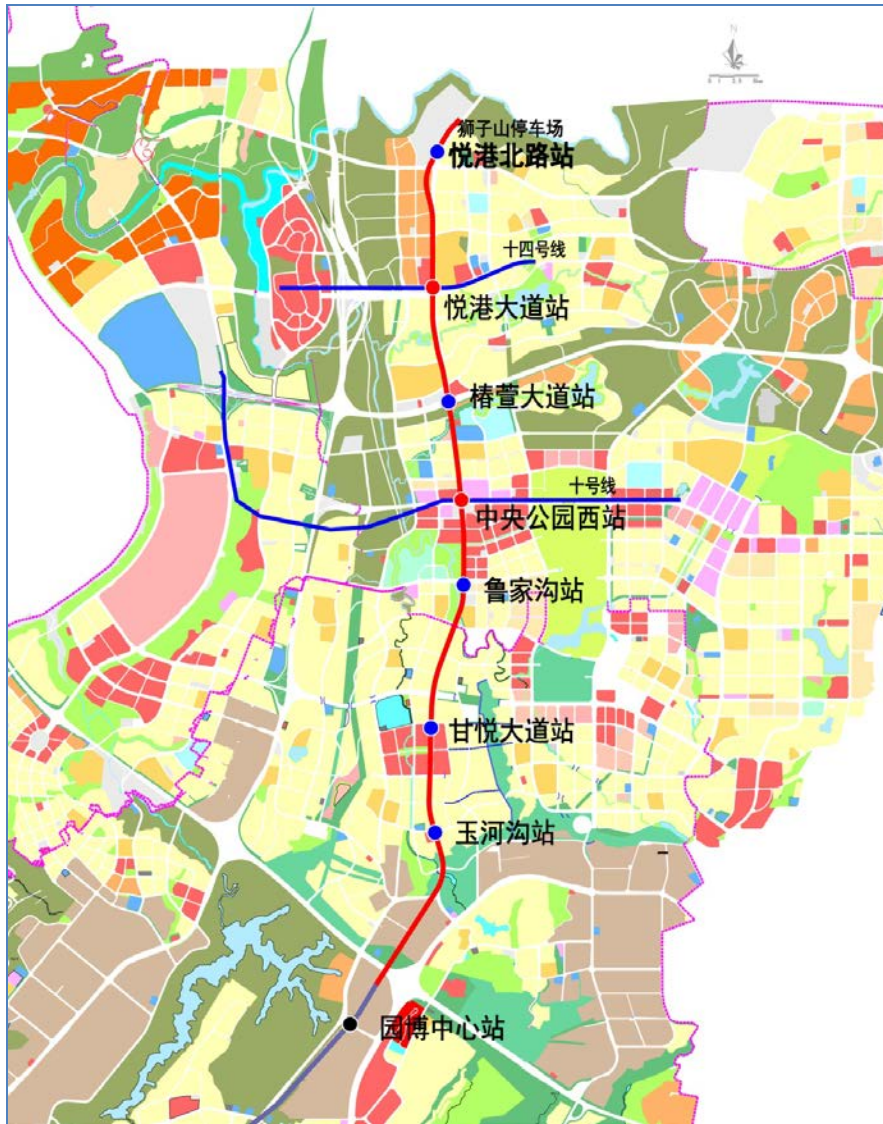 N
狮子山停车场
悦港北路站
十四号线
悦港大道站
椿萱大道站
十号线
中央公园西站
鲁家沟站
甘悦大道站
玉河沟站
园博中心站